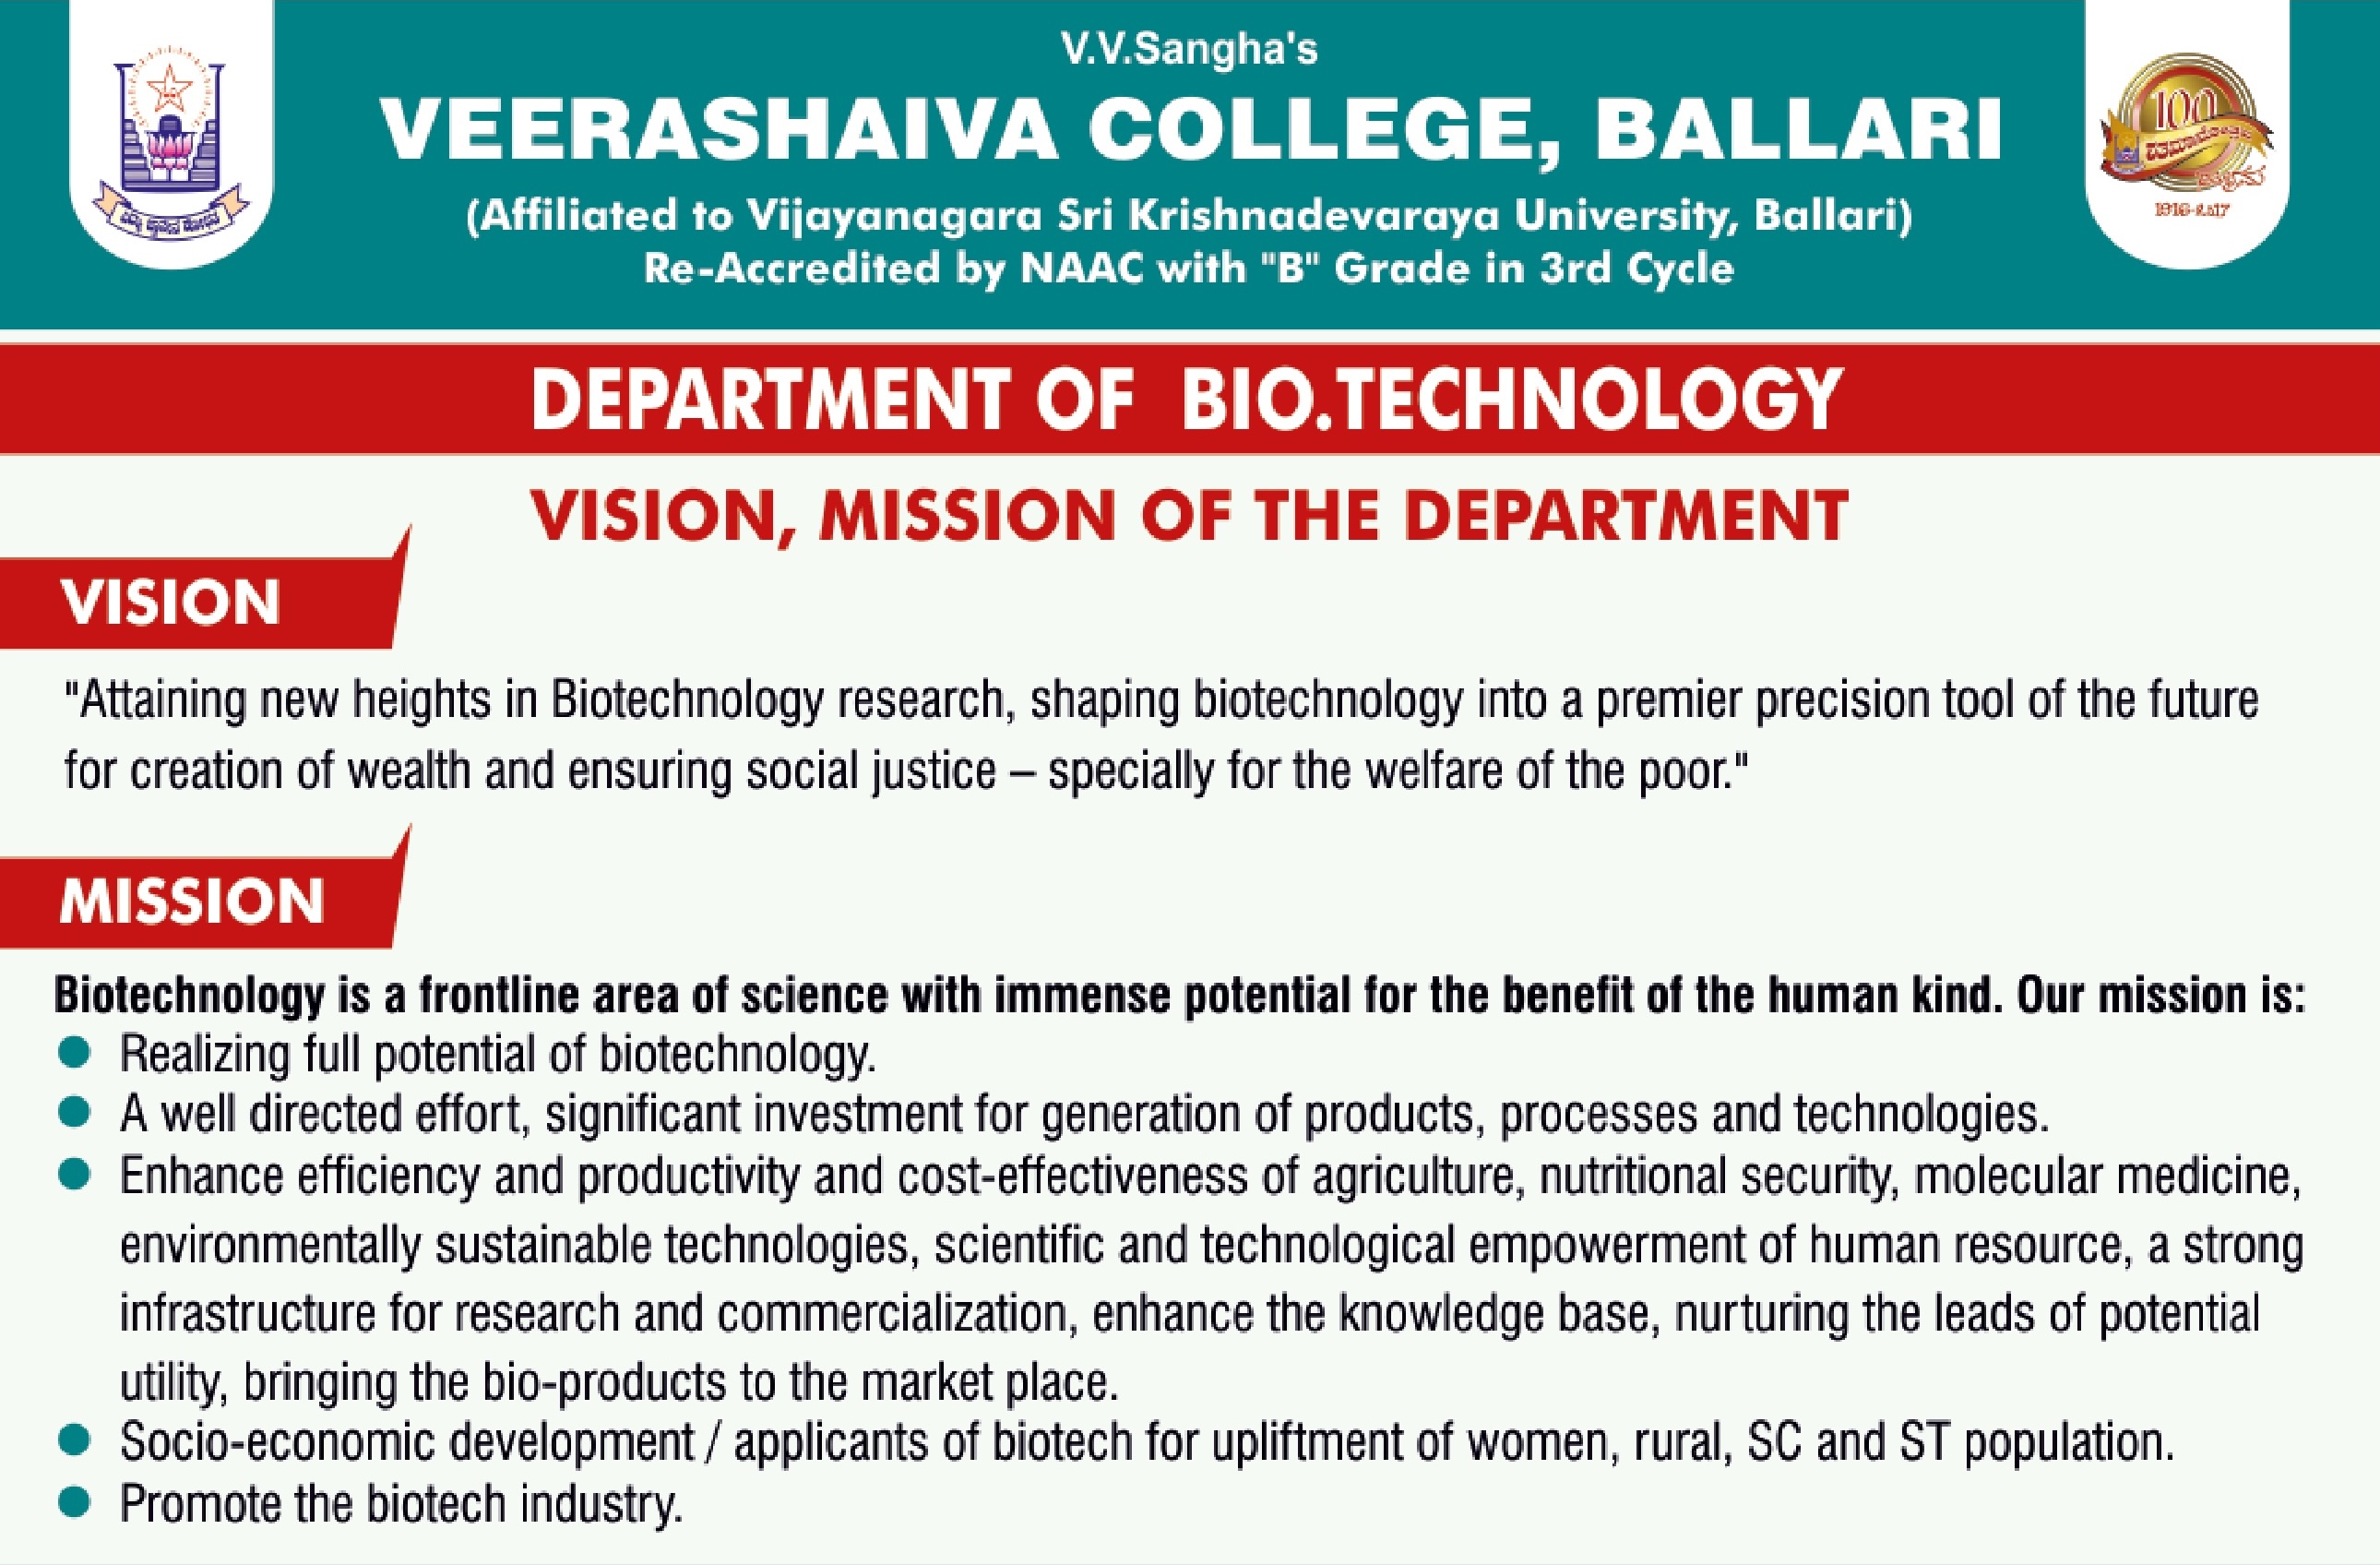 V.V.Sangha's
VEERASHAIVA COLLEGE, BALLARI
(Affiliated to Vijayanagara Sri Krishnadevaraya University, Ballari)
Re-Accredited by NAAC with "B" Grade in 3rd Cycle
100
DEPARTMENT OF BIO.TECHNOLOGY
VISION, MISSION OF THE DEPARTMENT
VISION
"Attaining new heights in Biotechnology research, shaping biotechnology into a premier precision tool of the future
for creation of wealth and ensuring social justice – specially for the welfare of the poor."
MISSION
Biotechnology is a frontline area of science with immense potential for the benefit of the human kind. Our mission is:
Realizing full potential of biotechnology.
A well directed effort, significant investment for generation of products, processes and technologies.
Enhance efficiency and productivity and cost-effectiveness of agriculture, nutritional security, molecular medicine,
environmentally sustainable technologies, scientific and technological empowerment of human resource, a strong
infrastructure for research and commercialization, enhance the knowledge base, nurturing the leads of potential
utility, bringing the bio-products to the market place.
Socio-economic development / applicants of biotech for upliftment of women, rural, SC and ST population.
Promote the biotech industry.